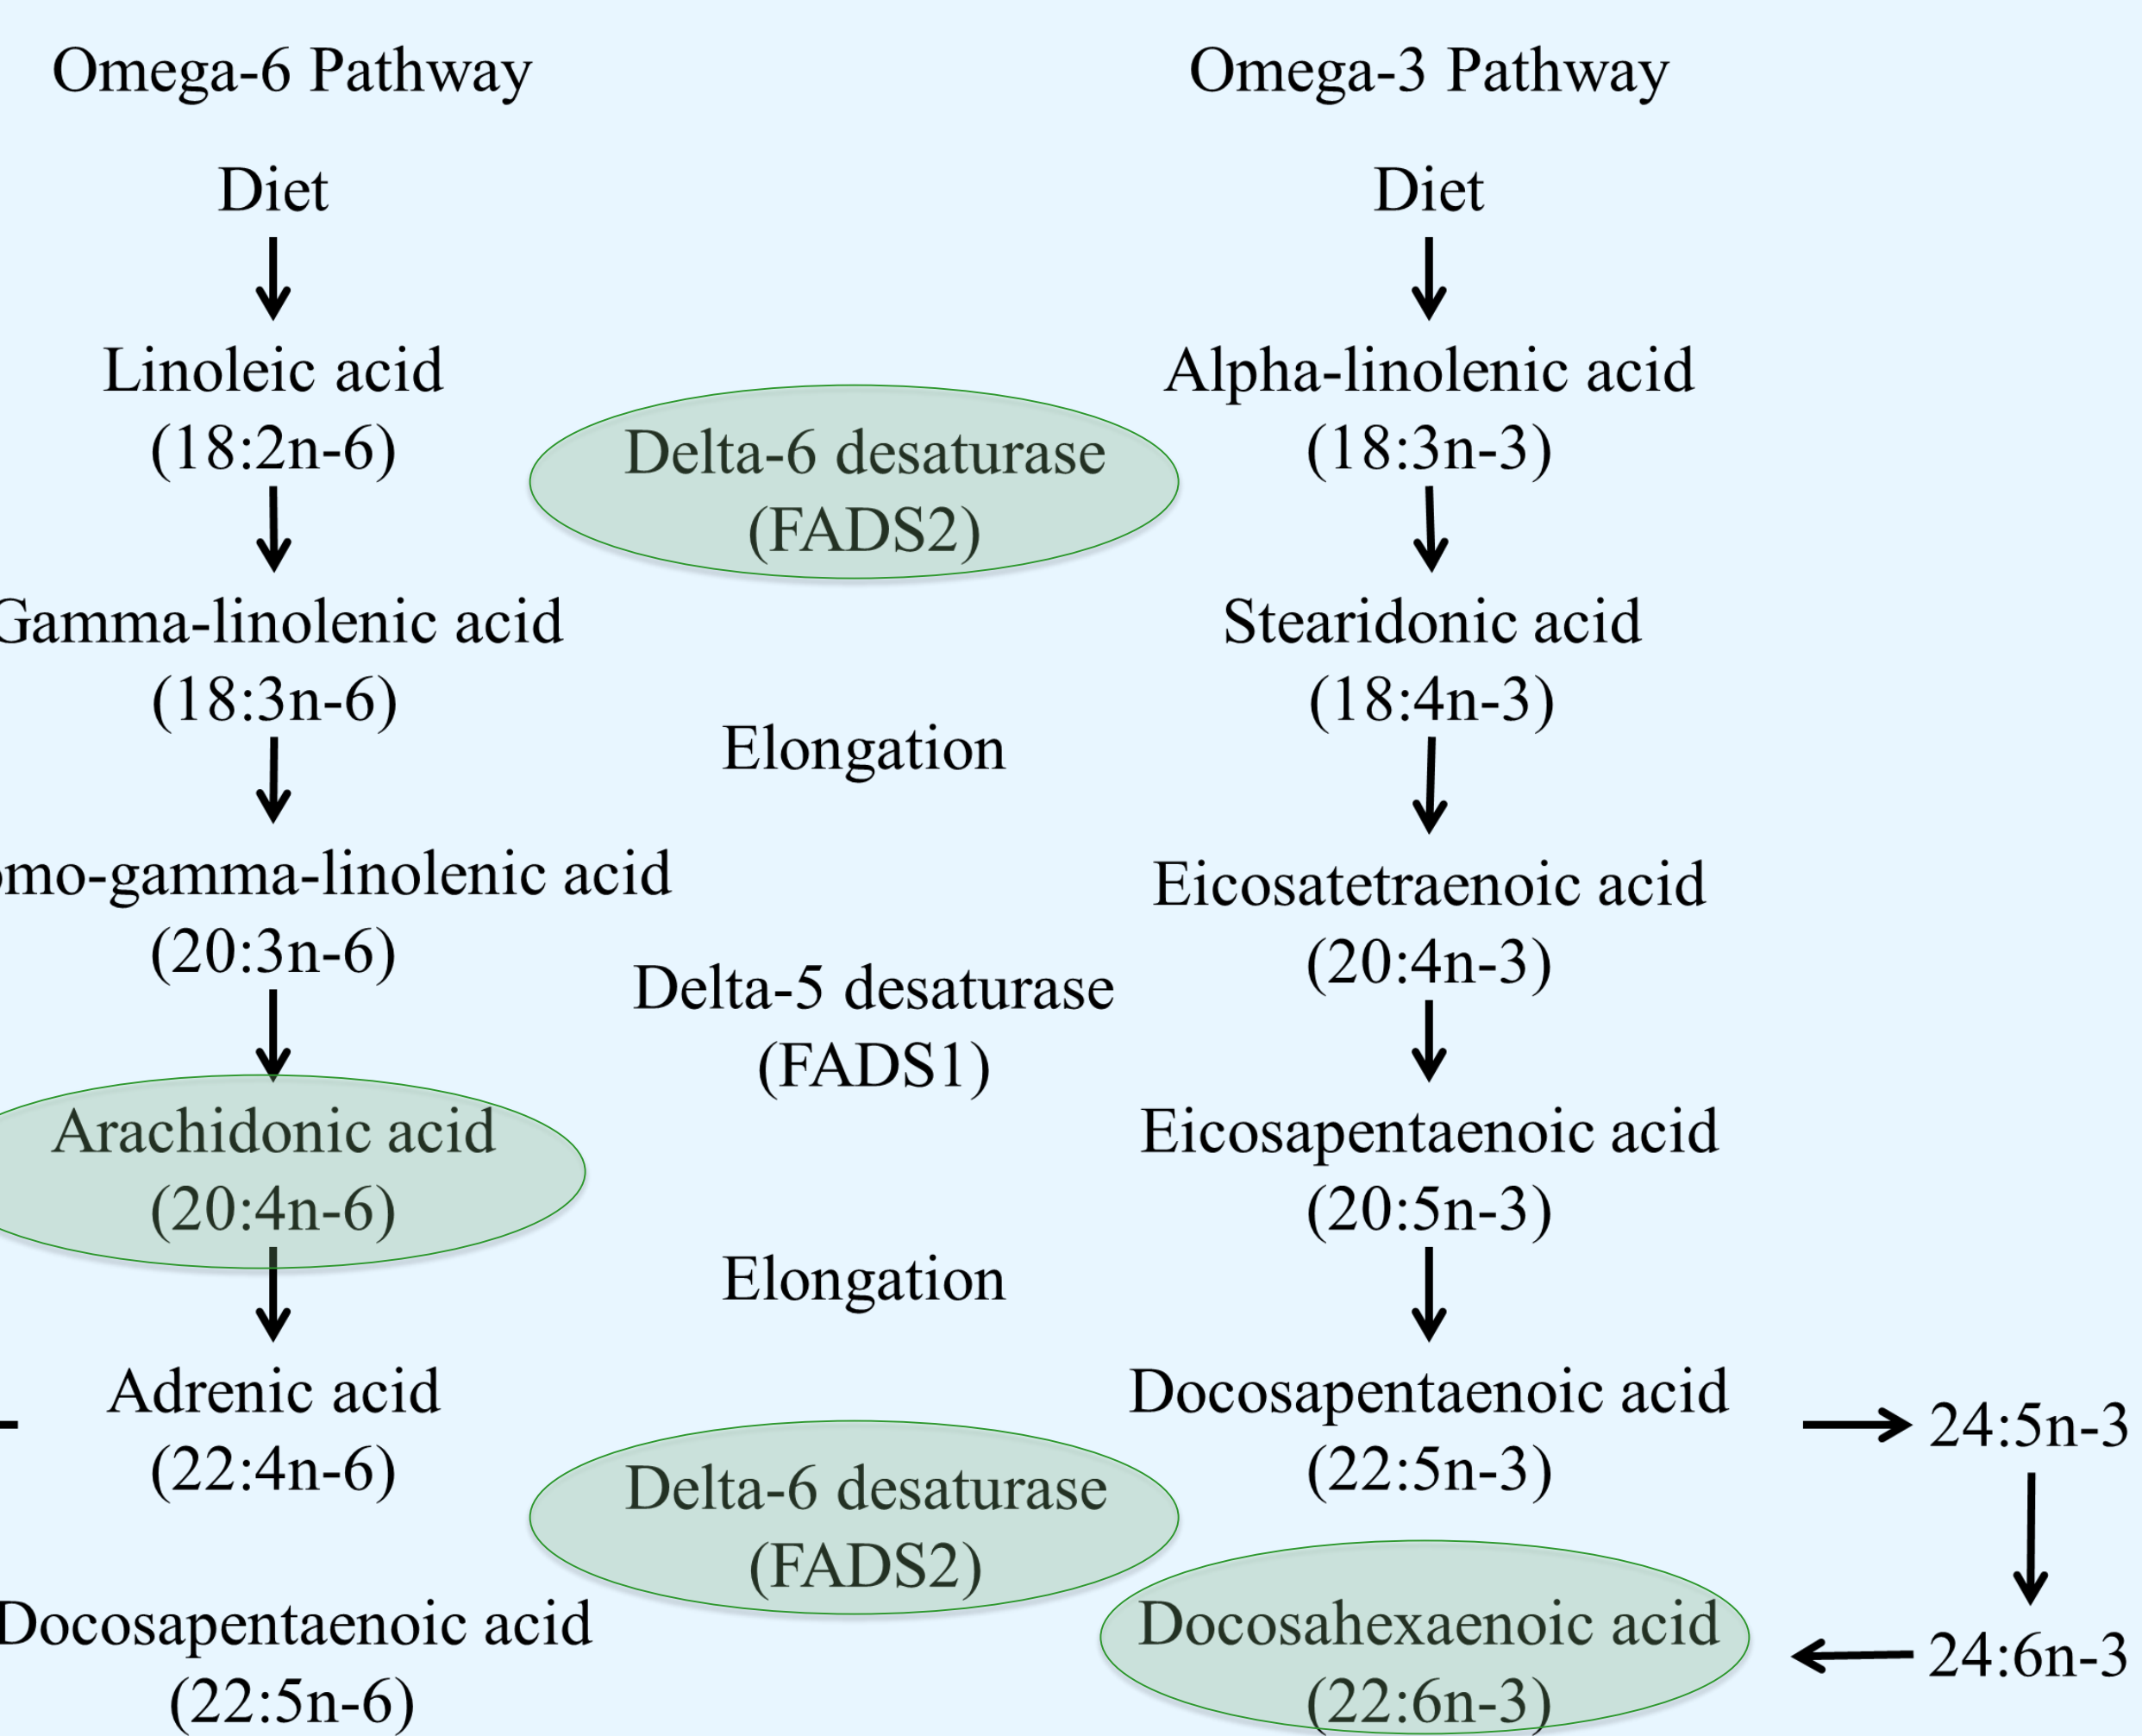 Omega-6 Pathway
Diet
Linoleic acid
(18:2n-6)
Gamma-linolenic acid
(18:3n-6)
omo-gamma-linolenic acid
(20:3n-6)
Arachidonic acid
(20:4n-6)
Adrenic acid
(22:4n-6)
Docosapentaenoic acid
(22:5n-6)
Delta-6 desaturase
(FADS2)
Elongation
Delta-5 desaturase
(FADS1)
Elongation
Delta-6 desaturase
(FADS2)
Omega-3 Pathway
Diet
Alpha-linolenic acid
(18:3n-3)
Stearidonic acid
(18:4n-3)
Eicosatetraenoic acid
(20:4n-3)
Eicosapentaenoic acid
(20:5n-3)
Docosapentaenoic acid
(22:5n-3)
Docosahexaenoic acid
(22:6n-3)
24:5n-3
24:6n-3